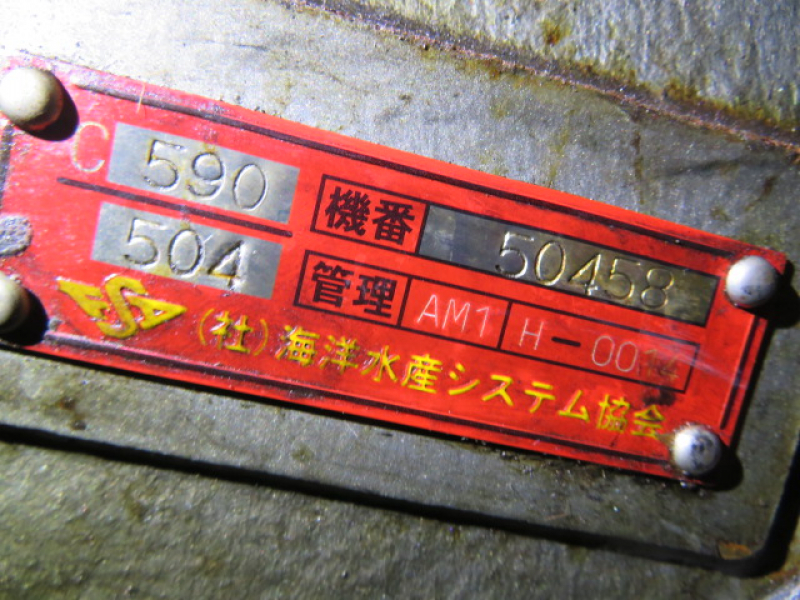 C 590 機番 50458
504 管理 AM1 H-0014
(社)海洋水産システム協会